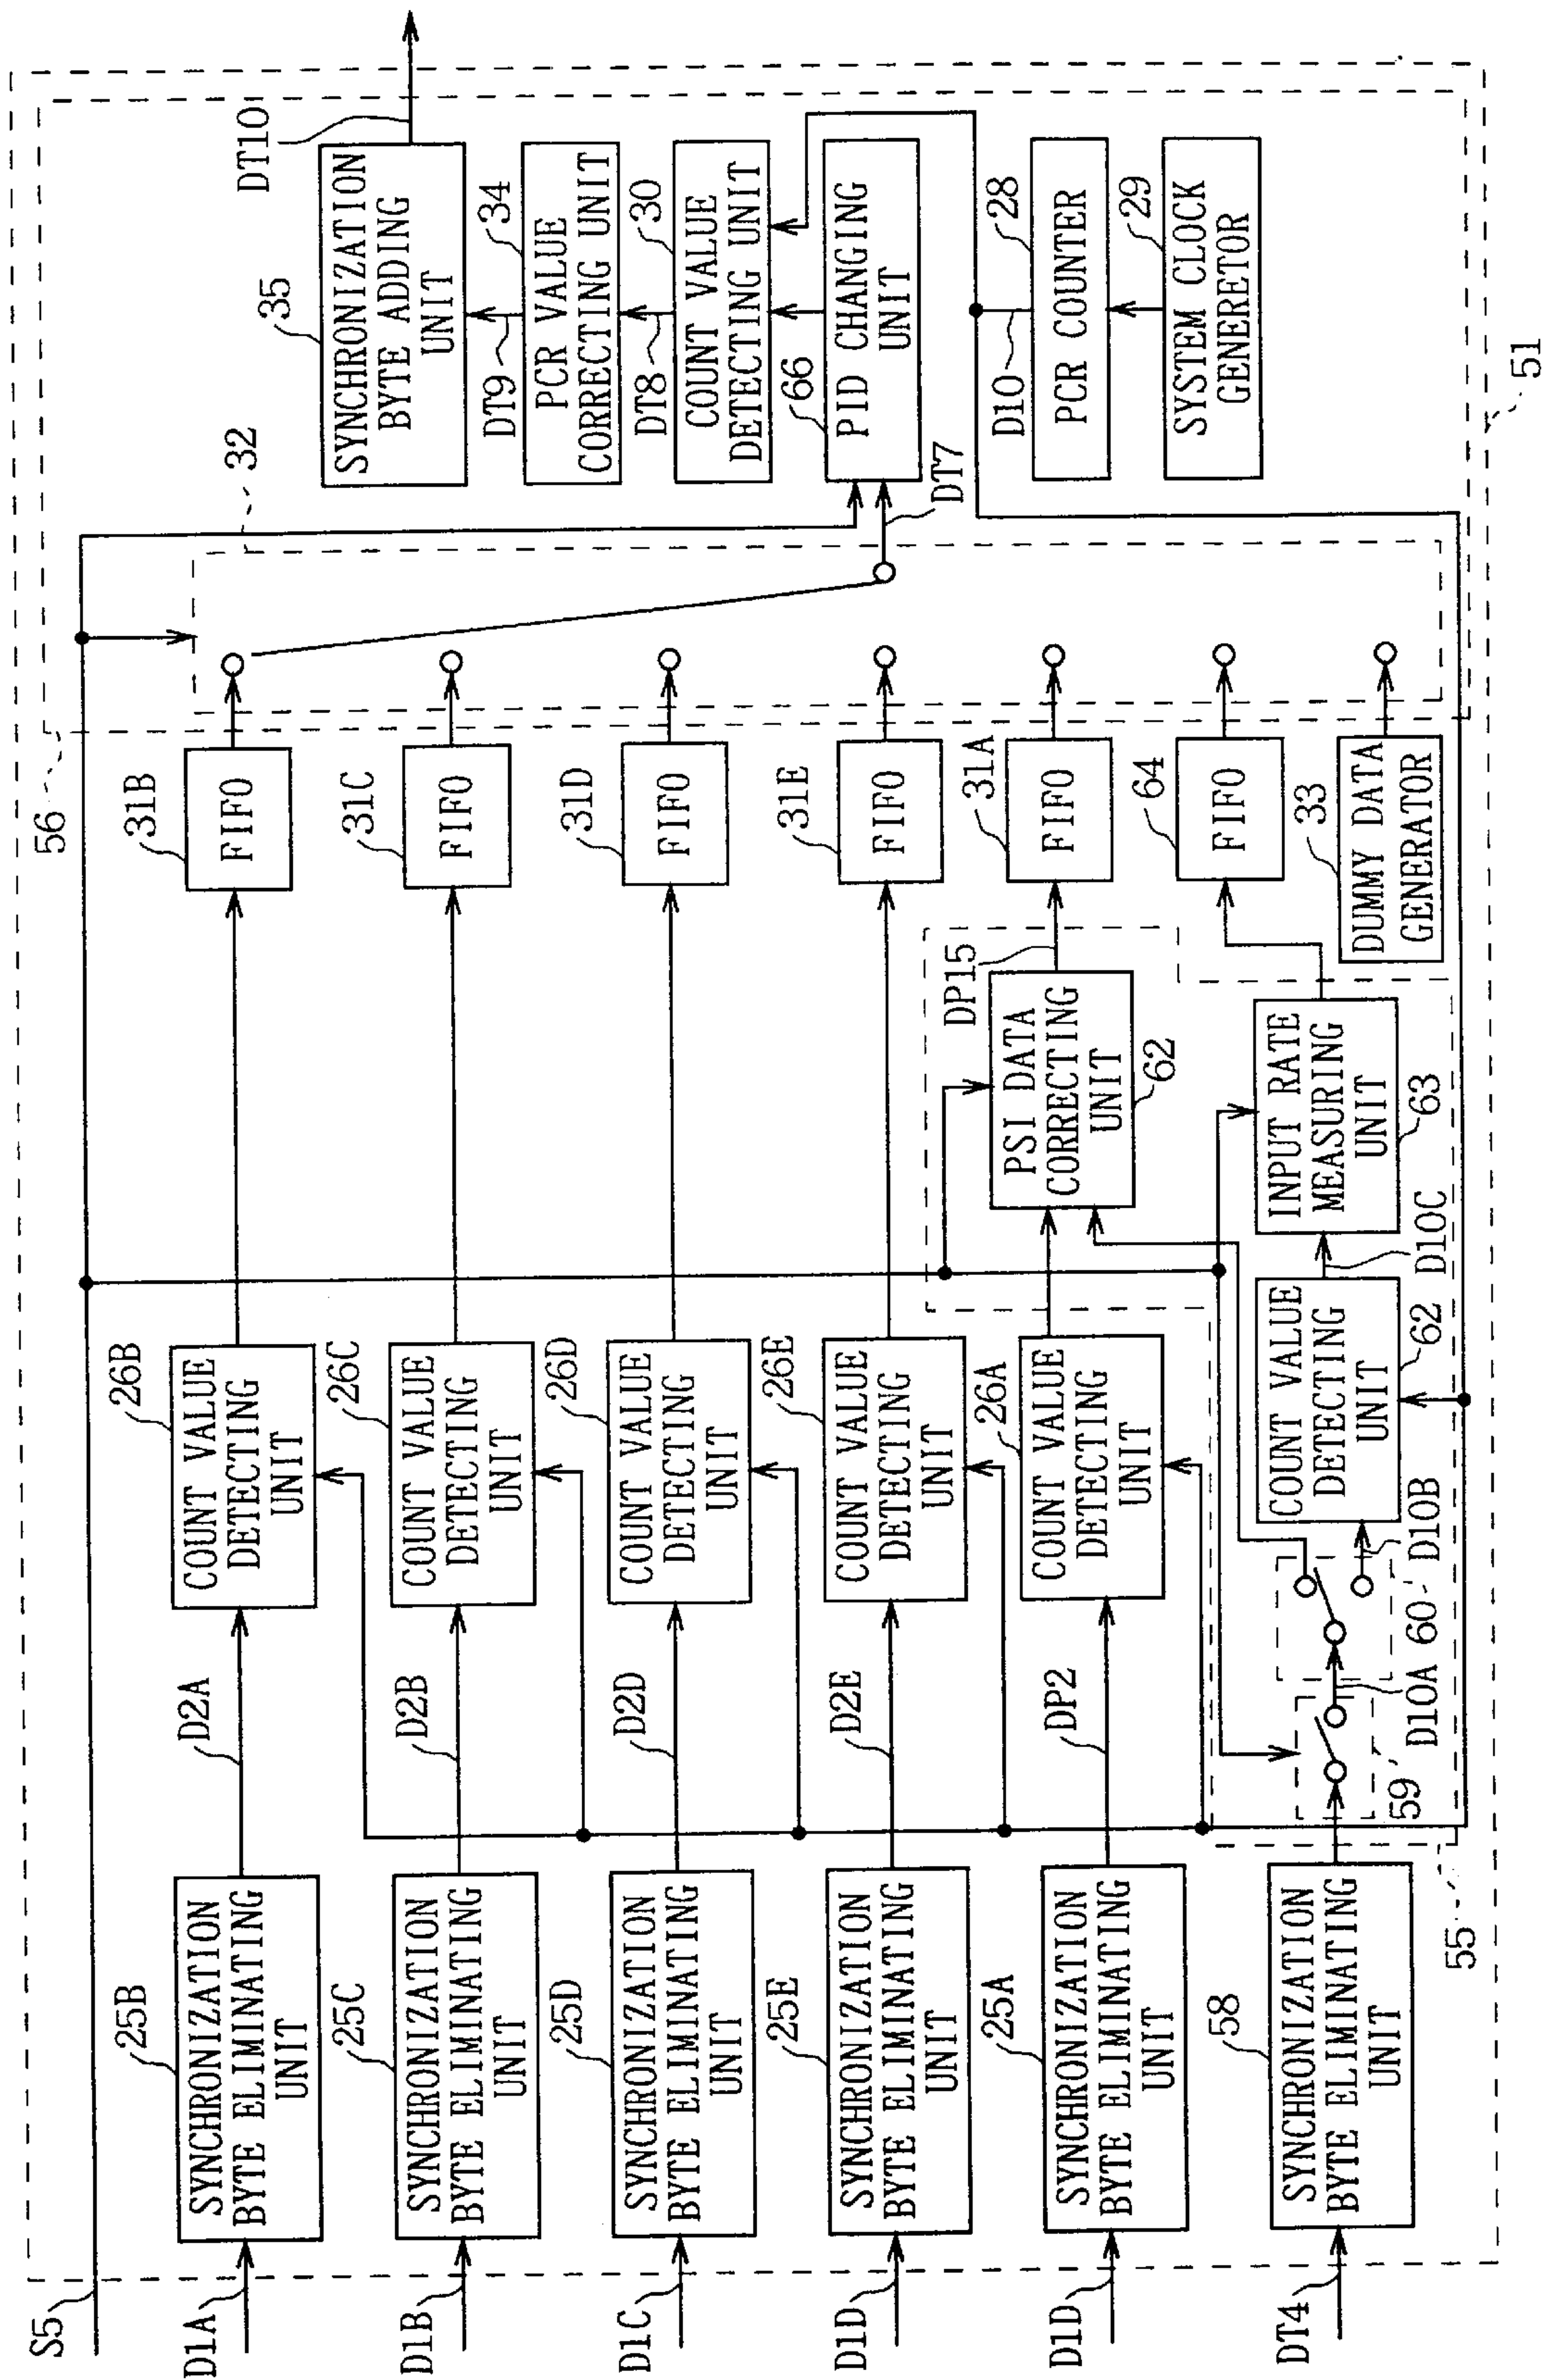 S5
D1A
25B
SYNCHRONIZATION
BYTE ELIMINATING
UNIT
D2A
26B
COUNT VALUE
DETECTING
UNIT
31B
FIFO
56
D1B
25C
SYNCHRONIZATION
BYTE ELIMINATING
UNIT
D2B
26C
COUNT VALUE
DETECTING
UNIT
31C
FIFO
D1C
25D
SYNCHRONIZATION
BYTE ELIMINATING
UNIT
D2D
26D
COUNT VALUE
DETECTING
UNIT
31D
FIFO
D1D
25E
SYNCHRONIZATION
BYTE ELIMINATING
UNIT
D2E
26E
COUNT VALUE
DETECTING
UNIT
31E
FIFO
D1D
25A
SYNCHRONIZATION
BYTE ELIMINATING
UNIT
DP2
26A
COUNT VALUE
DETECTING
UNIT
PSI DATA
CORRECTING
UNIT
62
DP15
31A
FIFO
DT4
58
SYNCHRONIZATION
BYTE ELIMINATING
UNIT
55
59
D10A
60
D10B
COUNT VALUE
DETECTING
UNIT
62
D10C
INPUT RATE
MEASURING
UNIT
63
64
FIFO
33
DUMMY DATA
GENERATOR
32
DT7
35
SYNCHRONIZATION
BYTE ADDING
UNIT
DT10
DT9
34
PCR VALUE
CORRECTING UNIT
DT8
30
COUNT VALUE
DETECTING UNIT
66
PID CHANGING
UNIT
D10
28
PCR COUNTER
29
SYSTEM CLOCK
GENERETOR
51